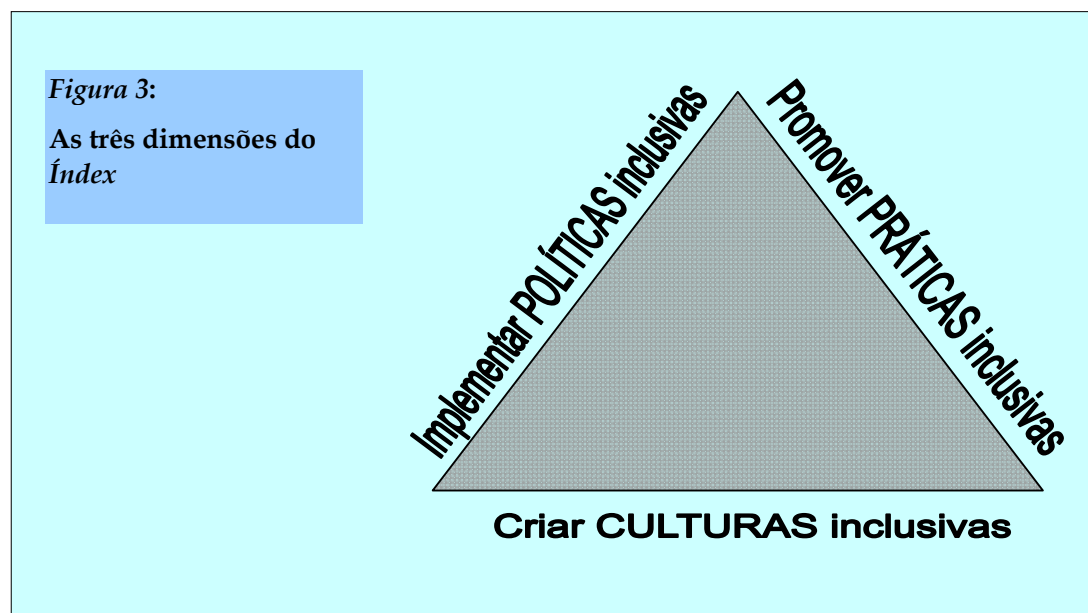 Figura 3:
As três dimensões do
Índex
Implementar POLÍTICAS inclusivas
Promover PRÁTICAS inclusivas
Criar CULTURAS inclusivas